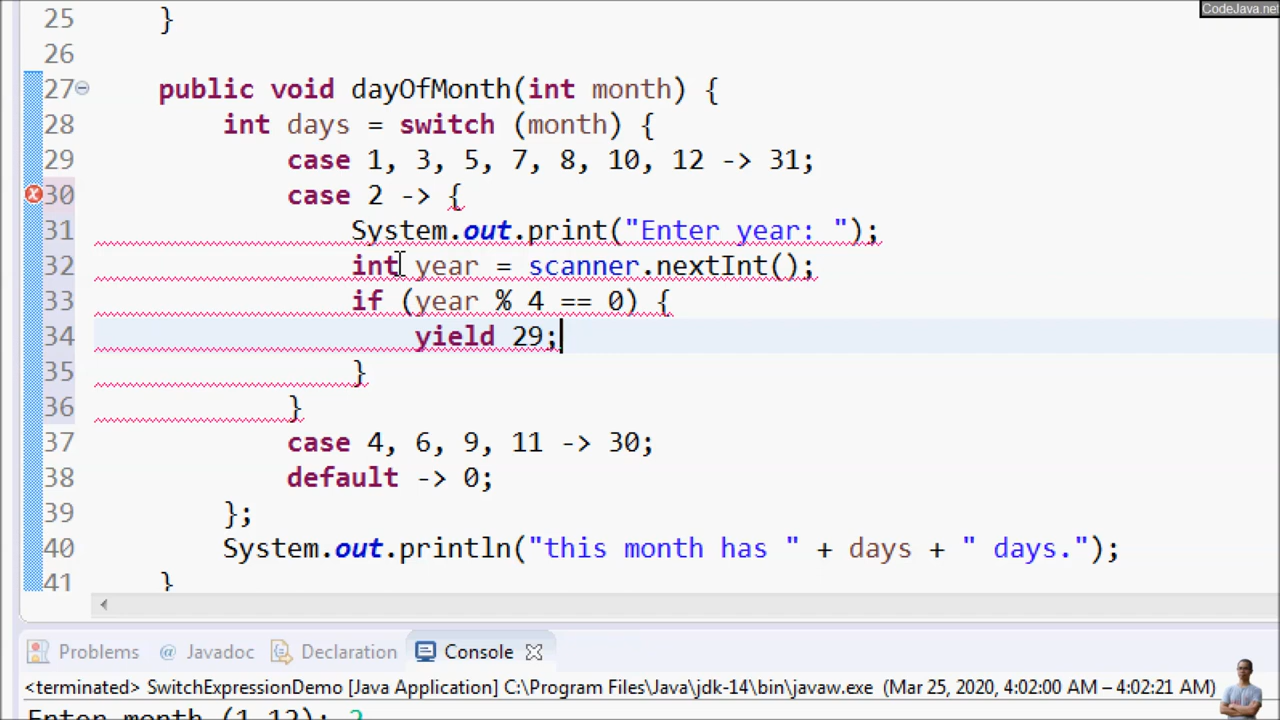 CodeJava.net
25 }
26
27 public void dayOfMonth(int month) {
28 int days = switch (month) {
29 case 1, 3, 5, 7, 8, 10, 12 -> 31;
30 case 2 -> {
31 System.out.print("Enter year: ");
32 int year = scanner.nextInt();
33 if (year % 4 == 0) {
34 yield 29;
35 }
36 }
37 case 4, 6, 9, 11 -> 30;
38 default -> 0;
39 };
40 System.out.println("this month has " + days + " days.");
41 }
Problems @ Javadoc Declaration Console
<terminated> SwitchExpressionDemo [Java Application] C:\Program Files\Java\jdk-14\bin\javaw.exe (Mar 25, 2020, 4:02:00 AM – 4:02:21 AM)
Enter month (1-12): 2